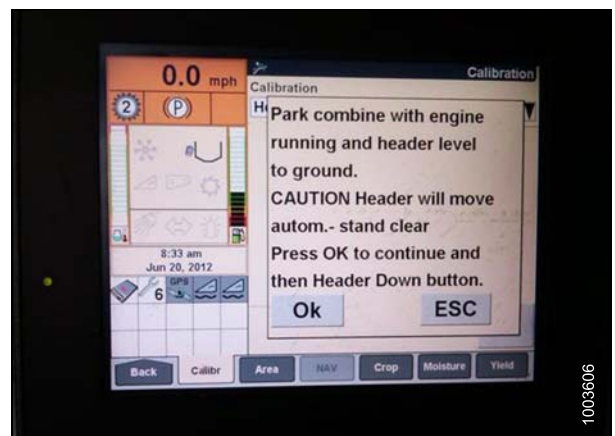 0.0 mph
Calibration
Calibration
2
P
He
Park combine with engine
running and header level
to ground.
CAUTION Header will move
autom.- stand clear
Press OK to continue and
then Header Down button.
Ok ESC
8:33 am
Jun 20, 2012
6 GPS
Back Calibr Area NAV Crop Moisture Yield
1003606